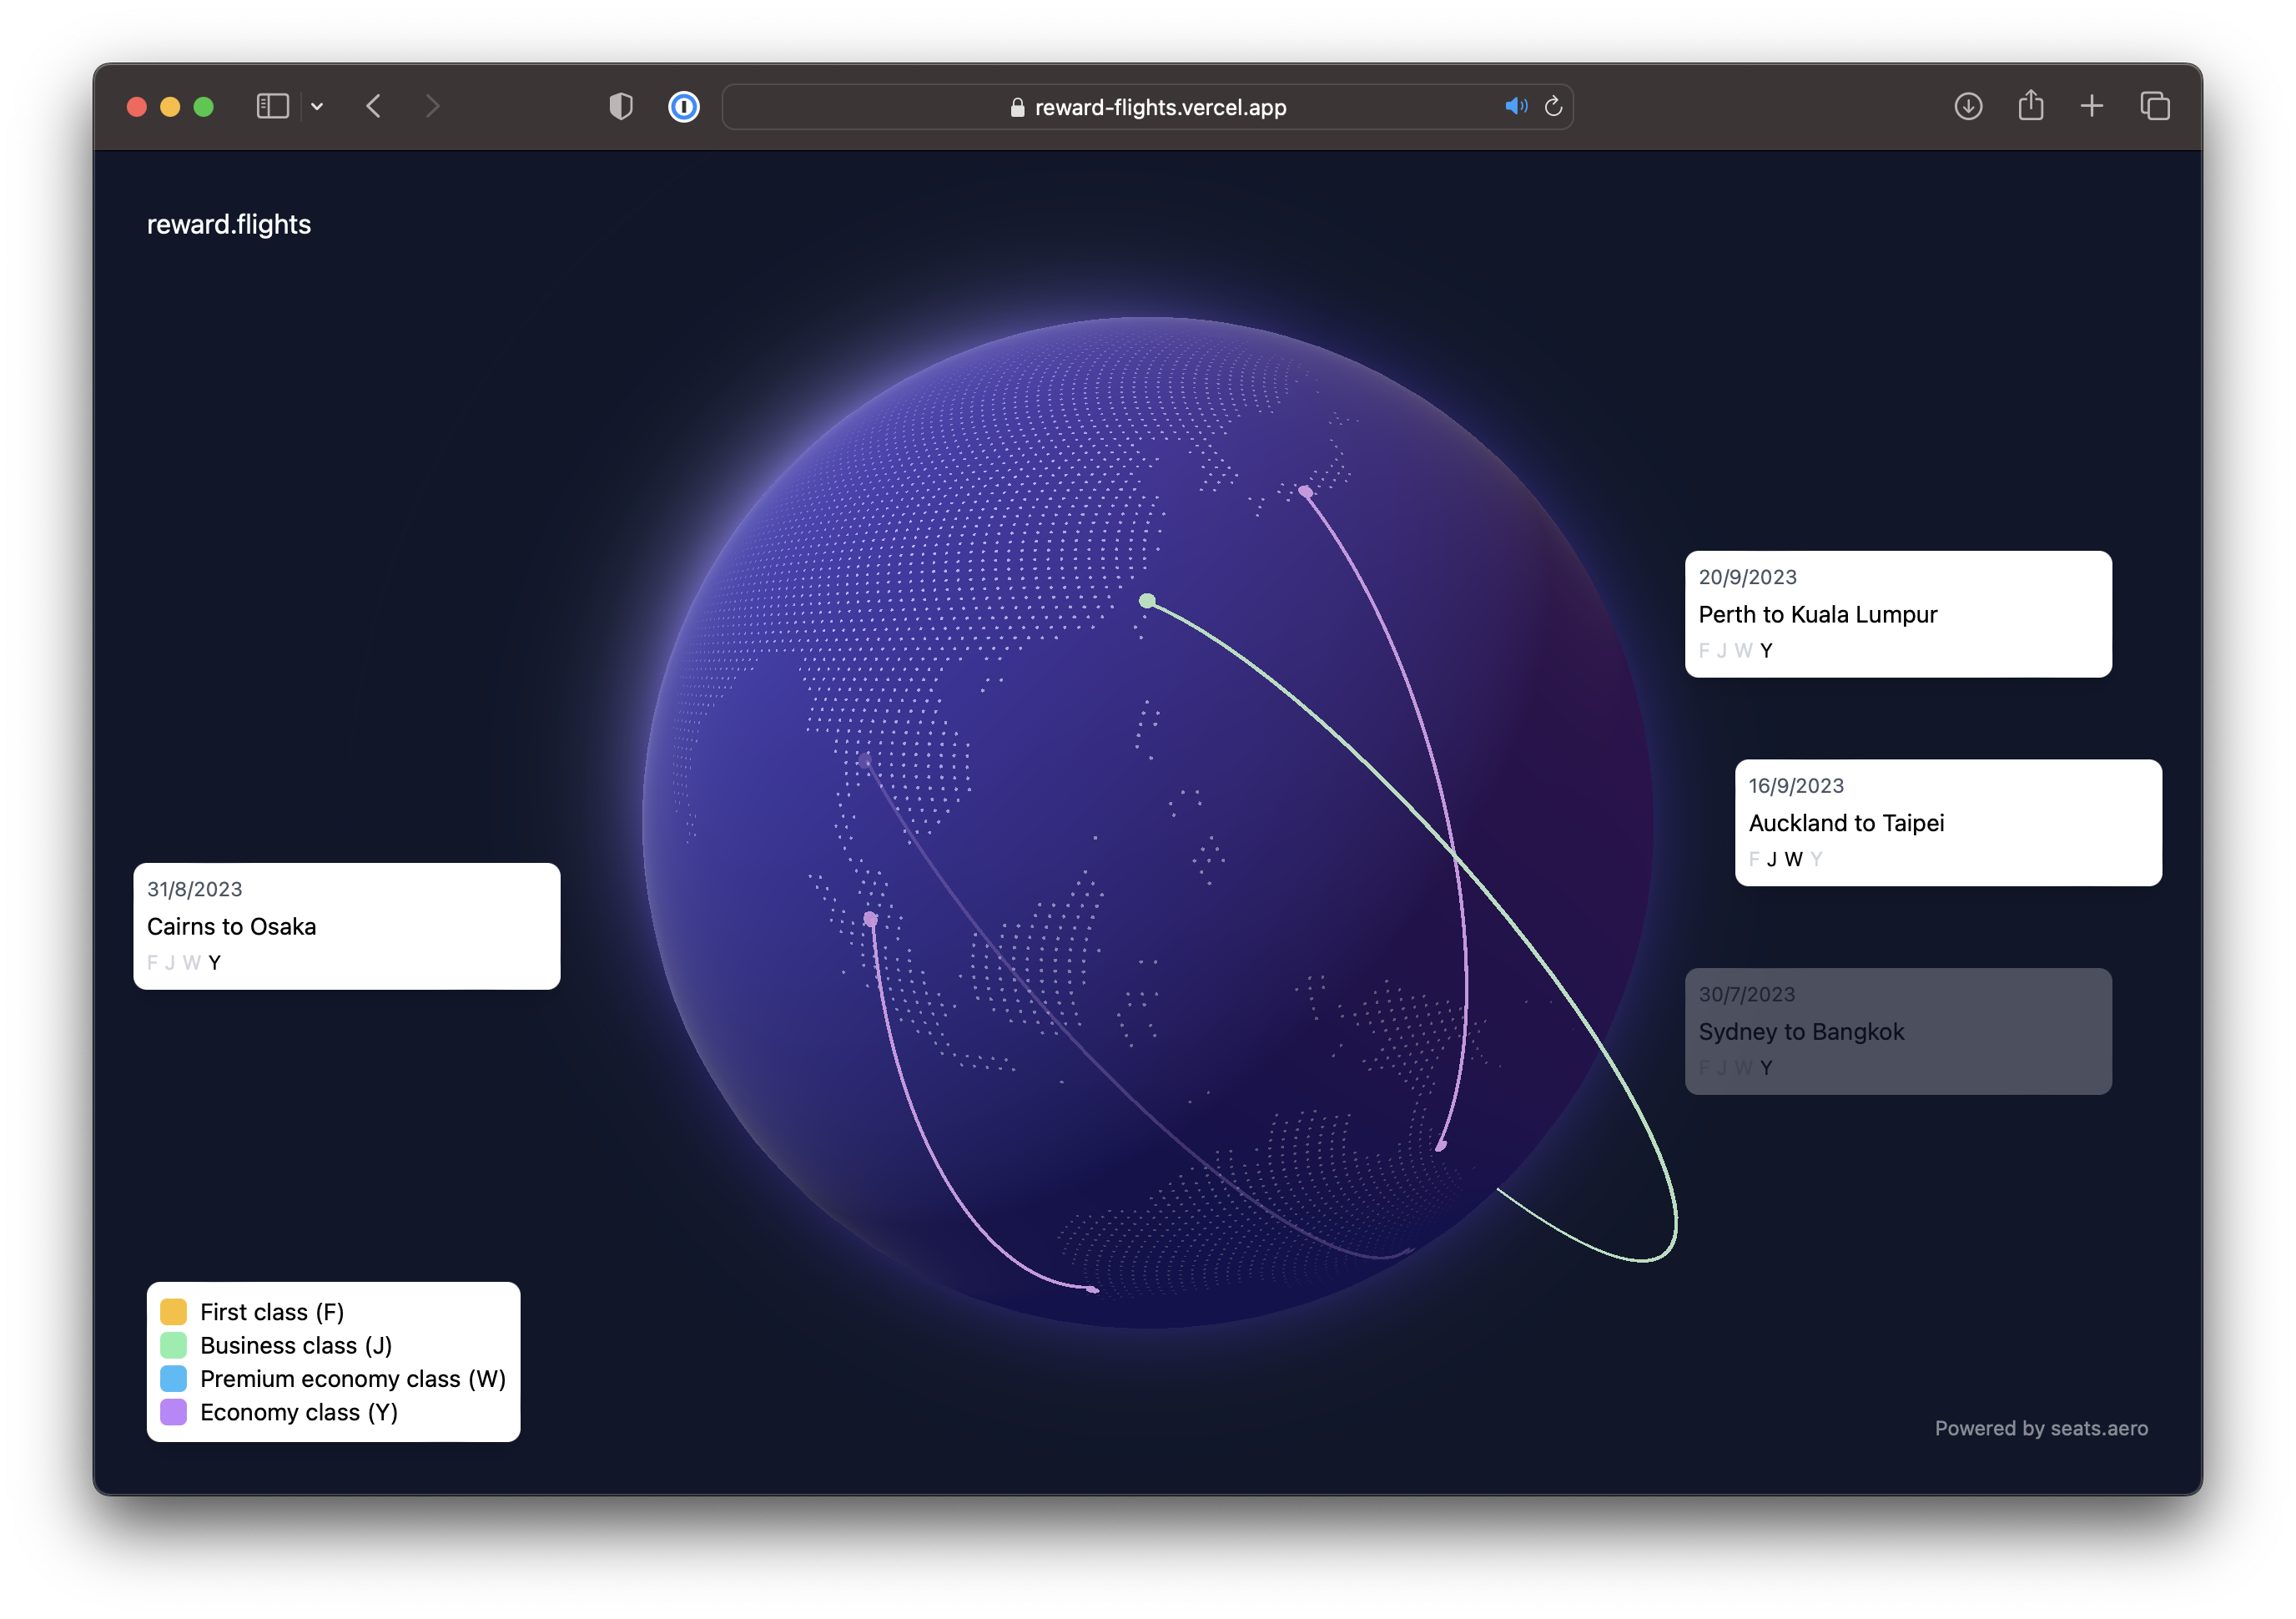 reward-flights.vercel.app
reward.flights
20/9/2023
Perth to Kuala Lumpur
F J W Y
16/9/2023
Auckland to Taipei
F J W Y
31/8/2023
Cairns to Osaka
F J W Y
30/7/2023
Sydney to Bangkok
F J W Y
First class (F)
Business class (J)
Premium economy class (W)
Economy class (Y)
Powered by seats.aero